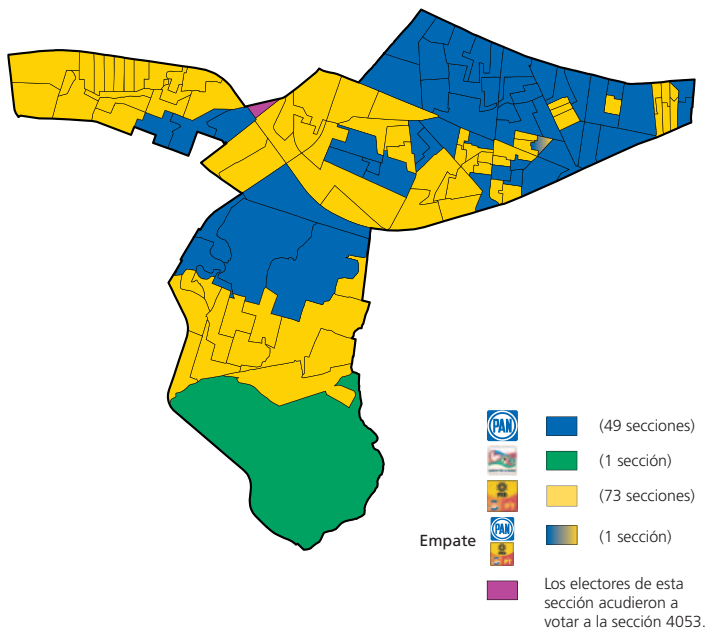 PAN
(49 secciones)
(1 sección)
PRD
PT
(73 secciones)
Empate
PAN
PRD
PT
(1 sección)
Los electores de esta
sección acudieron a
votar a la sección 4053.